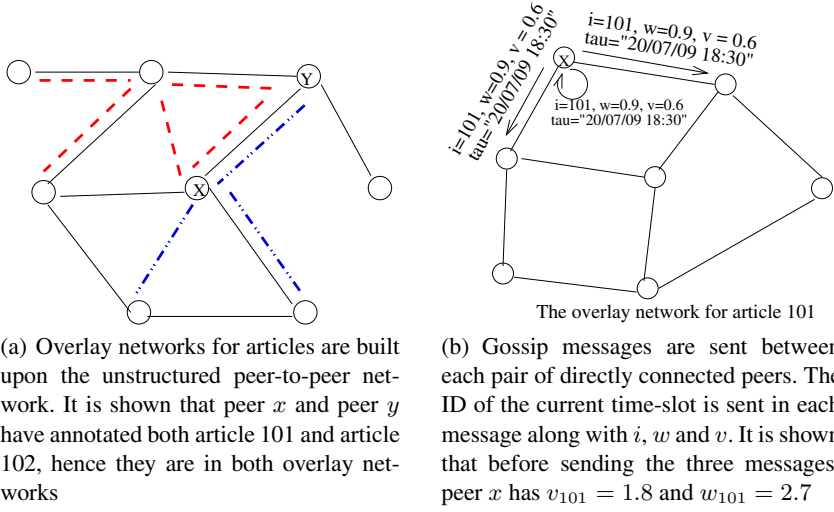 Y
X
i=101, w=0.9, v = 0.6
tau="20/07/09 18:30"
i=101, w=0.9, v = 0.6
tau="20/07/09 18:30"
X
i=101, w=0.9, v=0.6
tau="20/07/09 18:30"
The overlay network for article 101
(a) Overlay networks for articles are built
upon the unstructured peer-to-peer net-
work. It is shown that peer x and peer y
have annotated both article 101 and article
102, hence they are in both overlay net-
works
(b) Gossip messages are sent between
each pair of directly connected peers. The
ID of the current time-slot is sent in each
message along with i, w and v. It is shown
that before sending the three messages,
peer x has v101 = 1.8 and w101 = 2.7